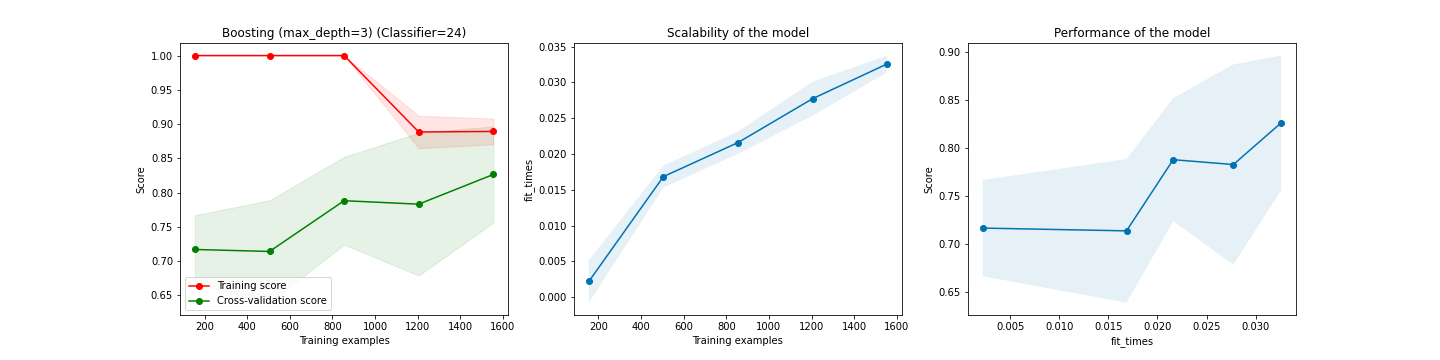 Boosting (max_depth=3) (Classifier=24)
1.00
0.95
0.90
0.85
0.80
0.75
0.70
0.65
Score
Training score
Cross-validation score
200 400 600 800 1000 1200 1400 1600
Training examples
Scalability of the model
0.035
0.030
0.025
0.020
0.015
0.010
0.005
0.000
fit_times
200 400 600 800 1000 1200 1400 1600
Training examples
Performance of the model
0.90
0.85
0.80
0.75
0.70
0.65
Score
0.005 0.010 0.015 0.020 0.025 0.030
fit_times